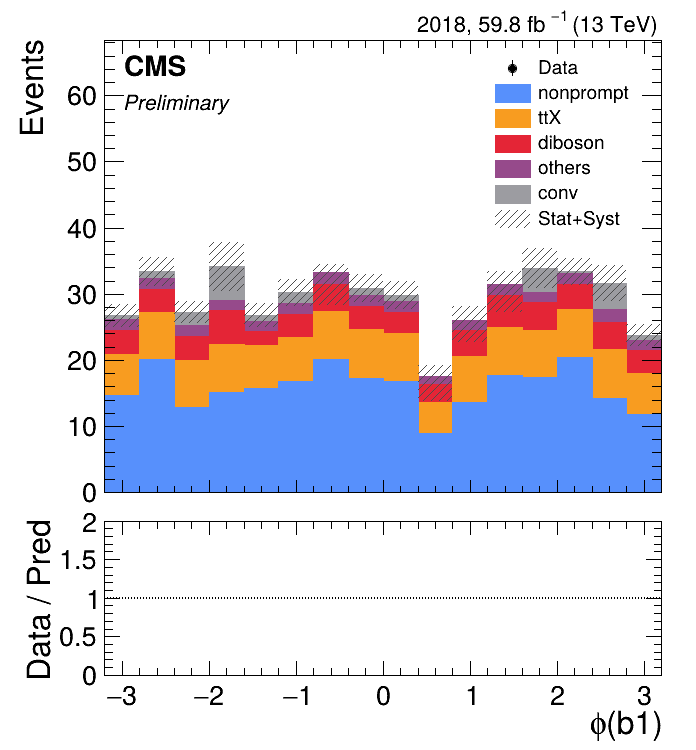 2018, 59.8 fb⁻¹ (13 TeV)
CMS
Preliminary
Events
Data
nonprompt
ttX
diboson
others
conv
Stat+Syst
60
50
40
30
20
10
0
Data / Pred
2
1.5
1
0.5
0
−3 −2 −1 0 1 2 3
ϕ(b1)